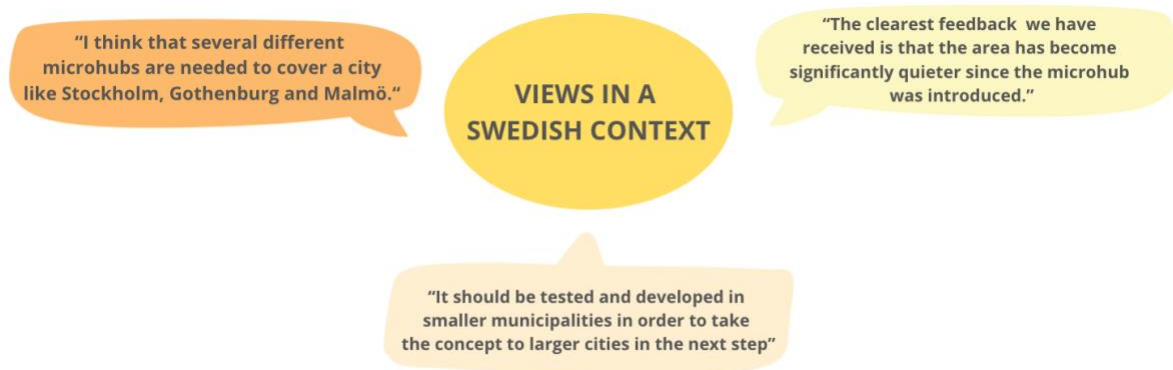 “I think that several different
microhubs are needed to cover a city
like Stockholm, Gothenburg and Malmö.“
VIEWS IN A
SWEDISH CONTEXT
“The clearest feedback we have
received is that the area has become
significantly quieter since the microhub
was introduced.”
“It should be tested and developed in
smaller municipalities in order to take
the concept to larger cities in the next step”